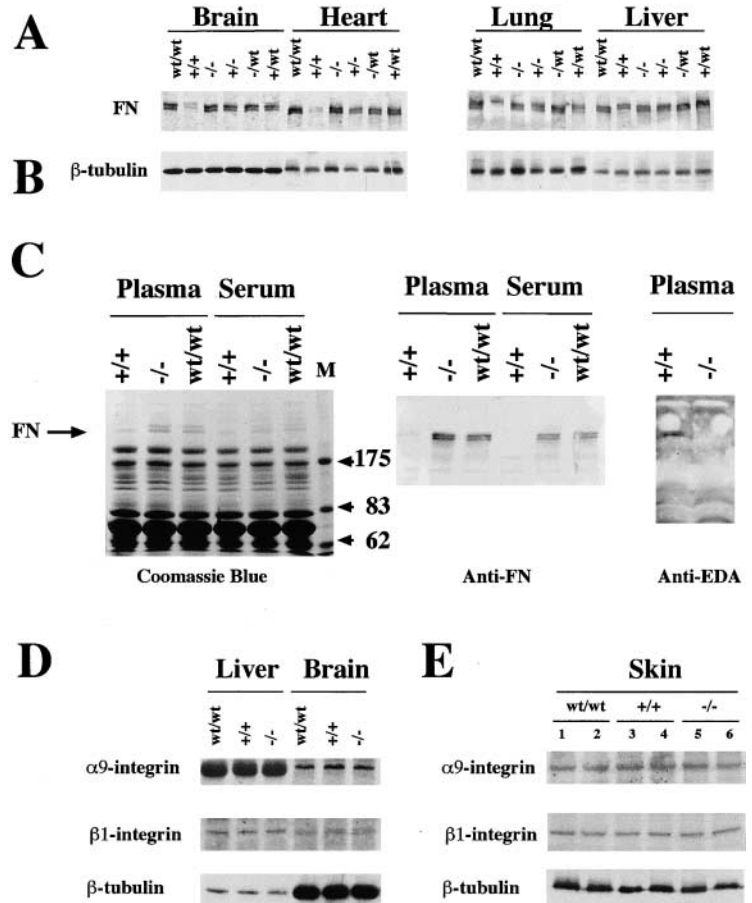 A
Brain Heart Lung Liver
wt/wt +/+ -/- +/- -/wt +/wt wt/wt +/+ -/- +/- -/wt +/wt wt/wt +/+ -/- +/- -/wt +/wt wt/wt +/+ -/- +/- -/wt +/wt
FN
B
β-tubulin
C
Plasma Serum
+/+ -/- wt/wt +/+ -/- wt/wt M
FN
175
83
62
Coomassie Blue
Plasma Serum
+/+ -/- wt/wt +/+ -/- wt/wt
Anti-FN
Plasma
+/+ -/-
Anti-EDA
D
Liver Brain
wt/wt +/+ -/- wt/wt +/+ -/-
α9-integrin
β1-integrin
β-tubulin
E
Skin
wt/wt +/+ -/-
1 2 3 4 5 6
α9-integrin
β1-integrin
β-tubulin